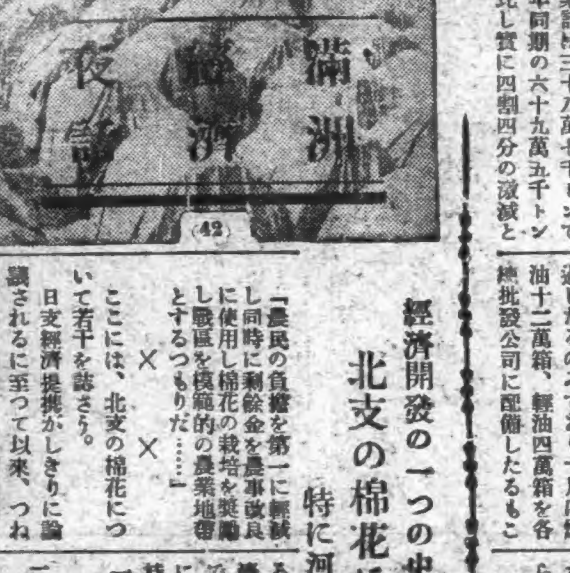 年同期の六十九萬五千トン
比し實に四割四分の激減と
油十二萬箱、輕油四萬箱を各
批發公司に配備したるもこ
滿洲
經濟
夜話
(42)
經濟開發の一つの
北支の棉花
特に河
「農民の負擔を第一に輕減
し同時に剩餘金を農事改良
に使用し棉花の栽培を奬勵
し戰區を模範的の農業地帶
とするつもりだ……」
× ×
ここには、北支の棉花につ
いて若干を誌さう。
日支經濟提携がしきりに論
議されるに至つて以來、つね